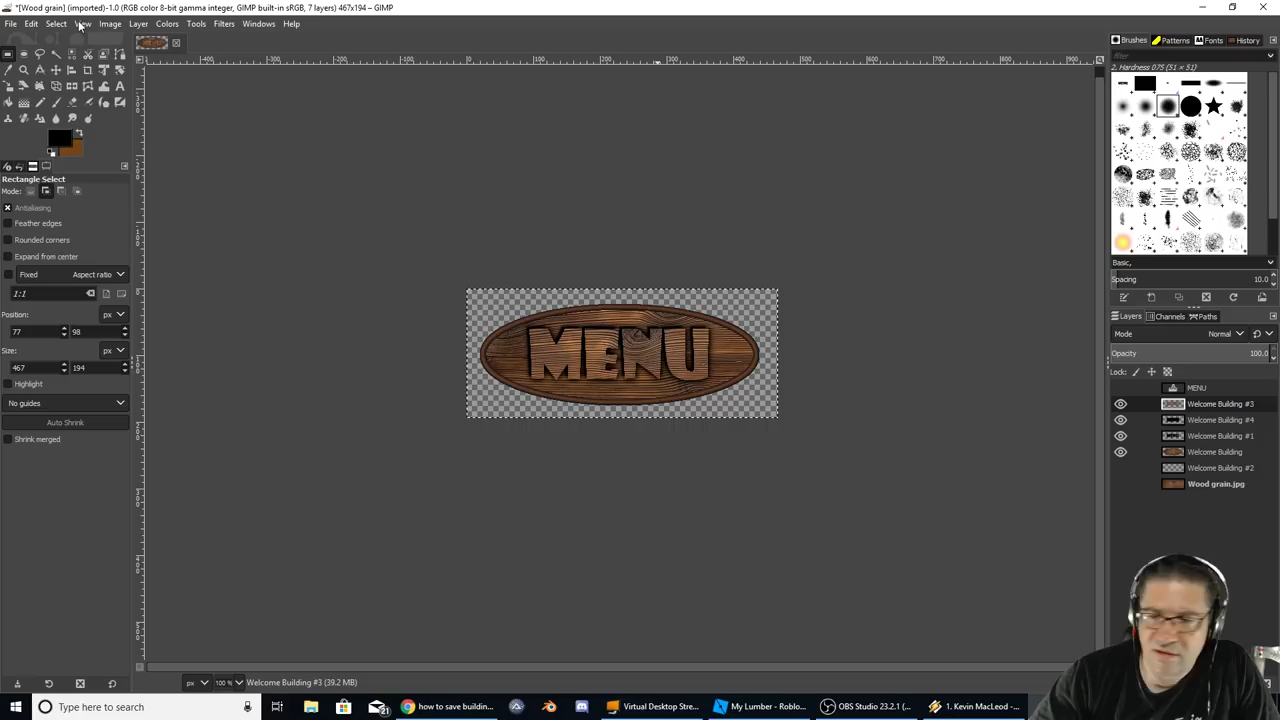 *[Wood grain] (imported)-1.0 (RGB color 8-bit gamma integer, GIMP built-in sRGB, 7 layers) 467x194 – GIMP
File Edit Select View Image Layer Colors Tools Filters Windows Help
Rectangle Select
Mode:
Antialiasing
Feather edges
Rounded corners
Expand from center
Fixed Aspect ratio
1:1
Position: px
77 98
Size: px
467 194
Highlight
No guides
Auto Shrink
Shrink merged
MENU
px 100 % Welcome Building #3 (39.2 MB)
Brushes Patterns Fonts History
filter
2. Hardness 075 (51 × 51)
Basic,
Spacing 10.0
Layers Channels Paths
Mode Normal
Opacity 100.0
Lock:
MENU
Welcome Building #3
Welcome Building #4
Welcome Building #1
Welcome Building
Welcome Building #2
Wood grain.jpg
Type here to search
21
how to save buildin...
Virtual Desktop Stre...
My Lumber - Roblo...
OBS Studio 23.2.1 (...
1. Kevin MacLeod - ...